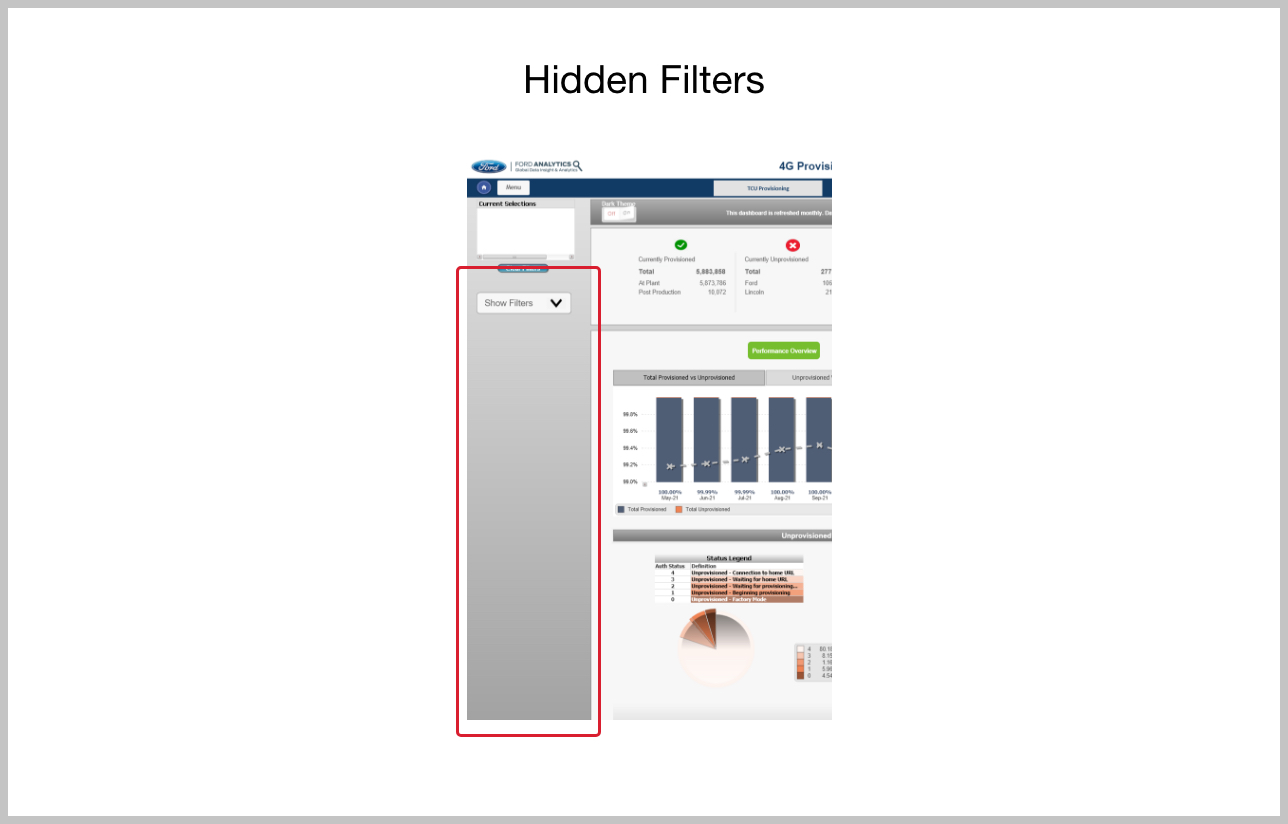 Hidden Filters
Ford
FORD ANALYTICS
Global Data Insight & Analytics
4G Provisi
Menu
TCU Provisioning
Current Selections
Dark Theme
On
Off
This dashboard is refreshed monthly. Da
Currently Provisioned
Total 5,883,858
At Plant 5,873,786
Post Production 10,072
Currently Unprovisioned
Total 277
Ford
Lincoln 21
Show Filters
Performance Overview
Total Provisioned vs Unprovisioned
Unprovisioned
99.8%
99.6%
99.4%
99.2%
99.0%
100.00% 99.99% 99.99% 100.00% 100.00%
May-21 Jun-21 Jul-21 Aug-21 Sep-21
Total Provisioned Total Unprovisioned
Unprovisioned
Status Legend
Auth Status Definition
4 Unprovisioned - Connection to home URL
3 Unprovisioned - Waiting for home URL
2 Unprovisioned - Waiting for provisioning...
1 Unprovisioned - Beginning provisioning
0 Unprovisioned - Factory Mode
4 80.18
3 8.15
2 1.18
1 5.96
0 4.54